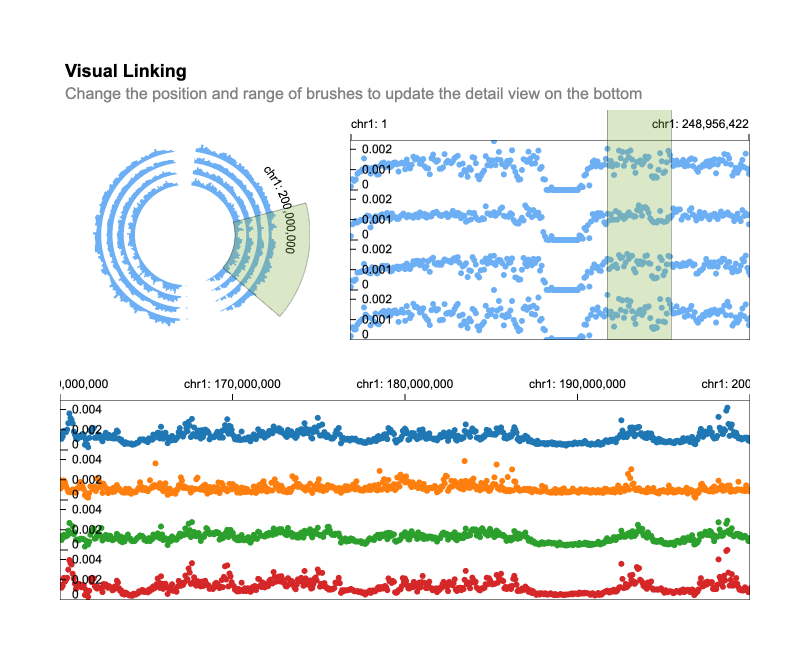 Visual Linking
Change the position and range of brushes to update the detail view on the bottom
chr1: 200,000,000
chr1: 1
chr1: 248,956,422
0.002
0.001
0
0.002
0.001
0
0.002
0.001
0
0.002
0.001
0
),000,000
chr1: 170,000,000
chr1: 180,000,000
chr1: 190,000,000
chr1: 200
0.004
0.002
0
0.004
0.002
0
0.004
0.002
0
0.004
0.002
0